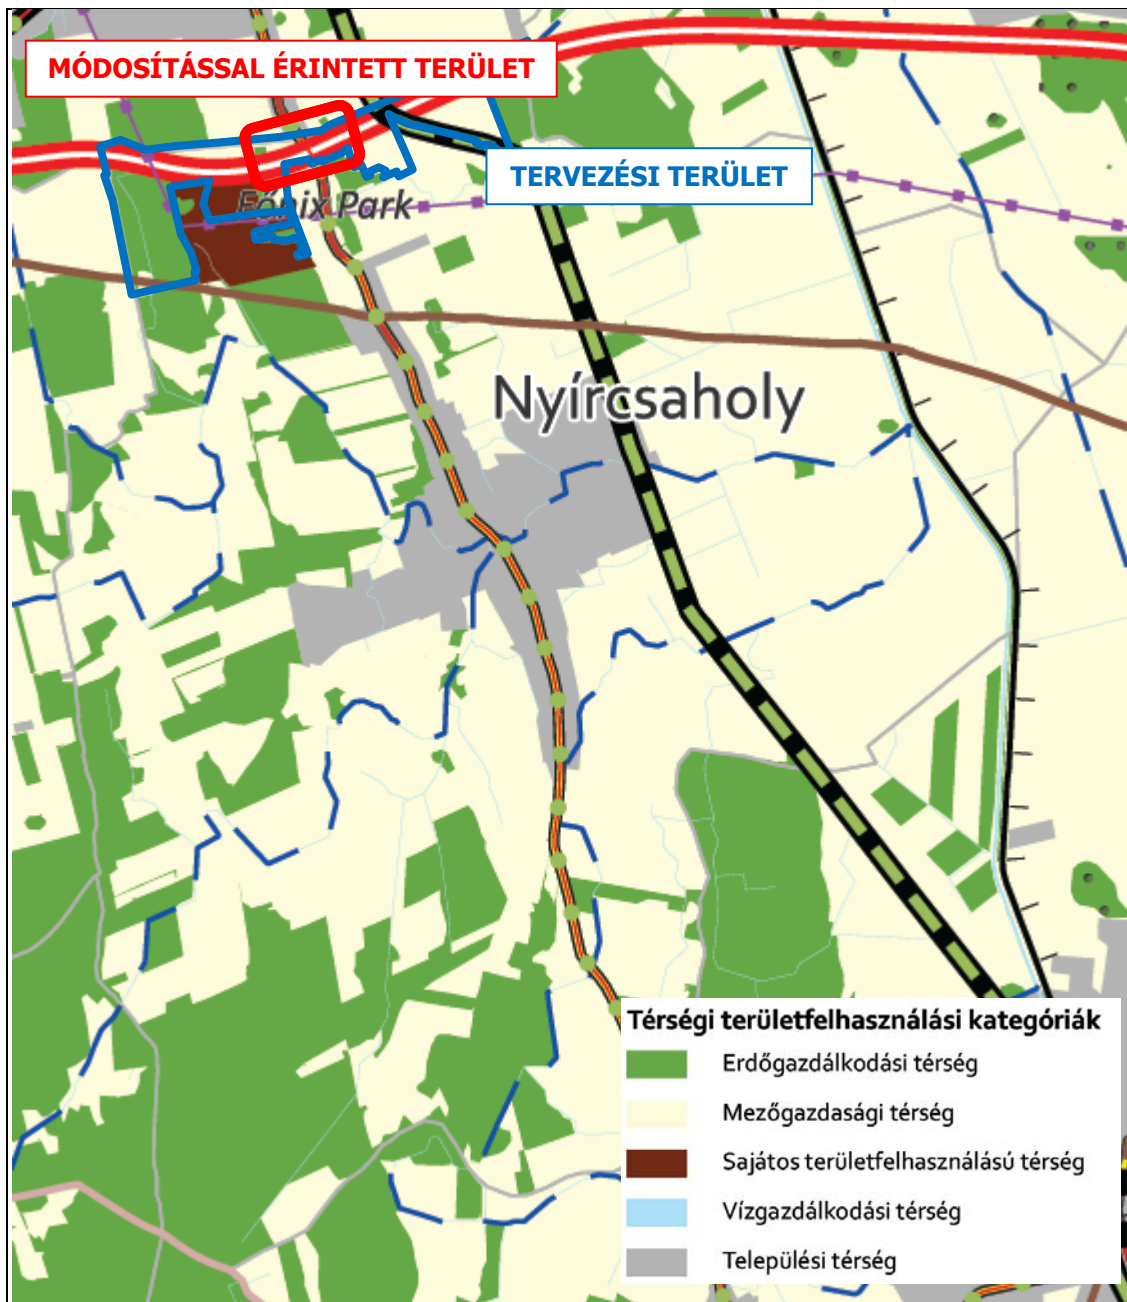 MÓDOSÍTÁSSAL ÉRINTETT TERÜLET
TERVEZÉSI TERÜLET
Főnix Park
Nyírcsaholy
Térségi területfelhasználási kategóriák
Erdőgazdálkodási térség
Mezőgazdasági térség
Sajátos területfelhasználású térség
Vízgazdálkodási térség
Települési térség